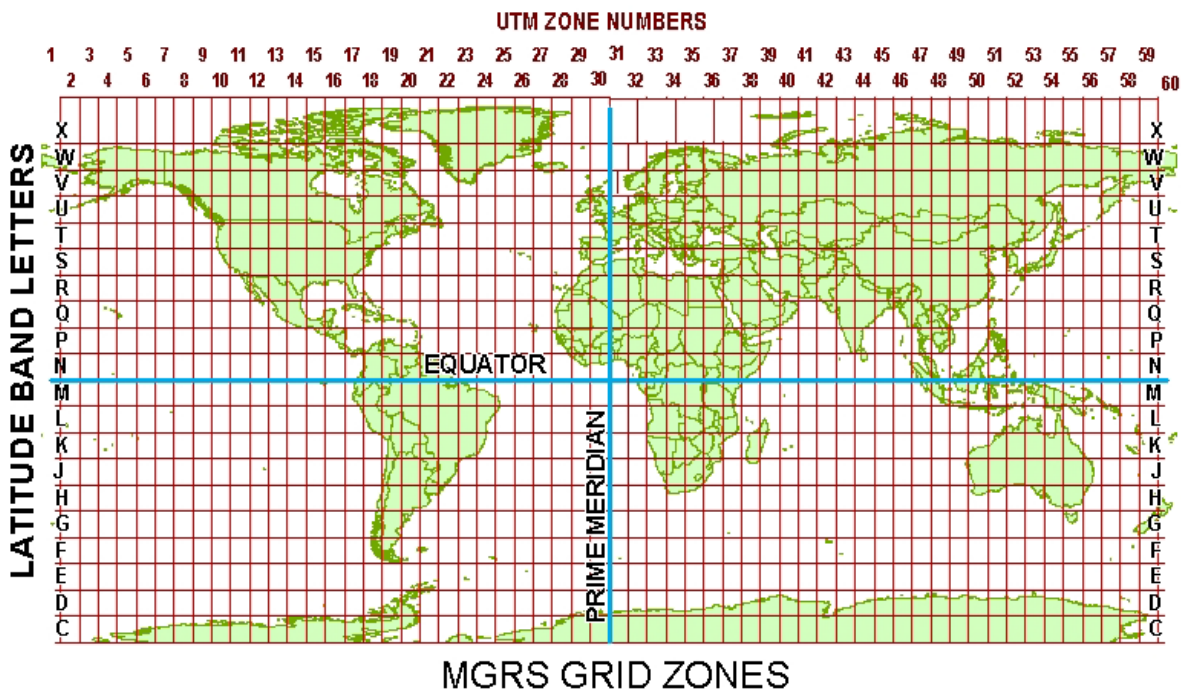 UTM ZONE NUMBERS
1 3 5 7 9 11 13 15 17 19 21 23 25 27 29 31 33 35 37 39 41 43 45 47 49 51 53 55 57 59
2 4 6 8 10 12 14 16 18 20 22 24 26 28 30 32 34 36 38 40 42 44 46 48 50 52 54 56 58 60
LATITUDE BAND LETTERS
X X
W W
V V
U U
T T
S S
R R
Q Q
P P
N EQUATOR N
M M
L L
K K
J J
H H
G G
F F
E E
D D
C C
PRIME MERIDIAN
MGRS GRID ZONES